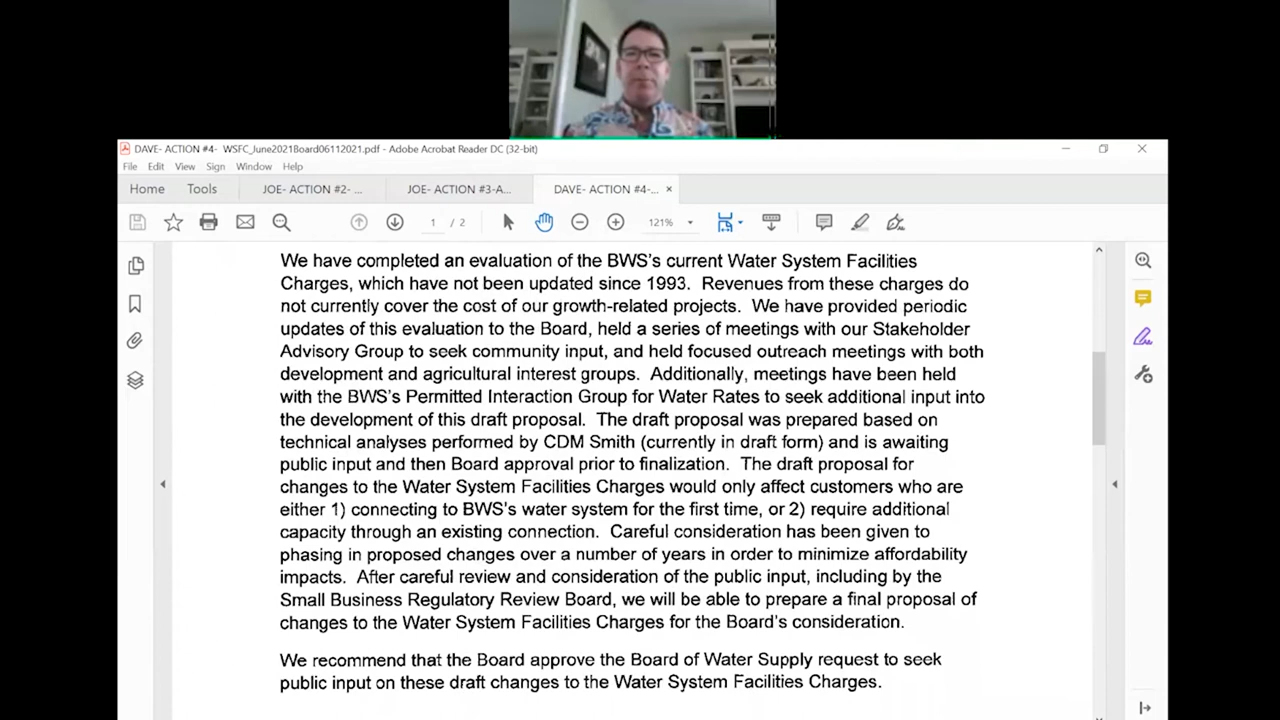 DAVE- ACTION #4- WSFC_June2021Board06112021.pdf - Adobe Acrobat Reader DC (32-bit)
File Edit View Sign Window Help
Home Tools JOE- ACTION #2- ... JOE- ACTION #3-A... DAVE- ACTION #4-... ×
1 / 2 121%
We have completed an evaluation of the BWS's current Water System Facilities
Charges, which have not been updated since 1993. Revenues from these charges do
not currently cover the cost of our growth-related projects. We have provided periodic
updates of this evaluation to the Board, held a series of meetings with our Stakeholder
Advisory Group to seek community input, and held focused outreach meetings with both
development and agricultural interest groups. Additionally, meetings have been held
with the BWS's Permitted Interaction Group for Water Rates to seek additional input into
the development of this draft proposal. The draft proposal was prepared based on
technical analyses performed by CDM Smith (currently in draft form) and is awaiting
public input and then Board approval prior to finalization. The draft proposal for
changes to the Water System Facilities Charges would only affect customers who are
either 1) connecting to BWS's water system for the first time, or 2) require additional
capacity through an existing connection. Careful consideration has been given to
phasing in proposed changes over a number of years in order to minimize affordability
impacts. After careful review and consideration of the public input, including by the
Small Business Regulatory Review Board, we will be able to prepare a final proposal of
changes to the Water System Facilities Charges for the Board's consideration.
We recommend that the Board approve the Board of Water Supply request to seek
public input on these draft changes to the Water System Facilities Charges.